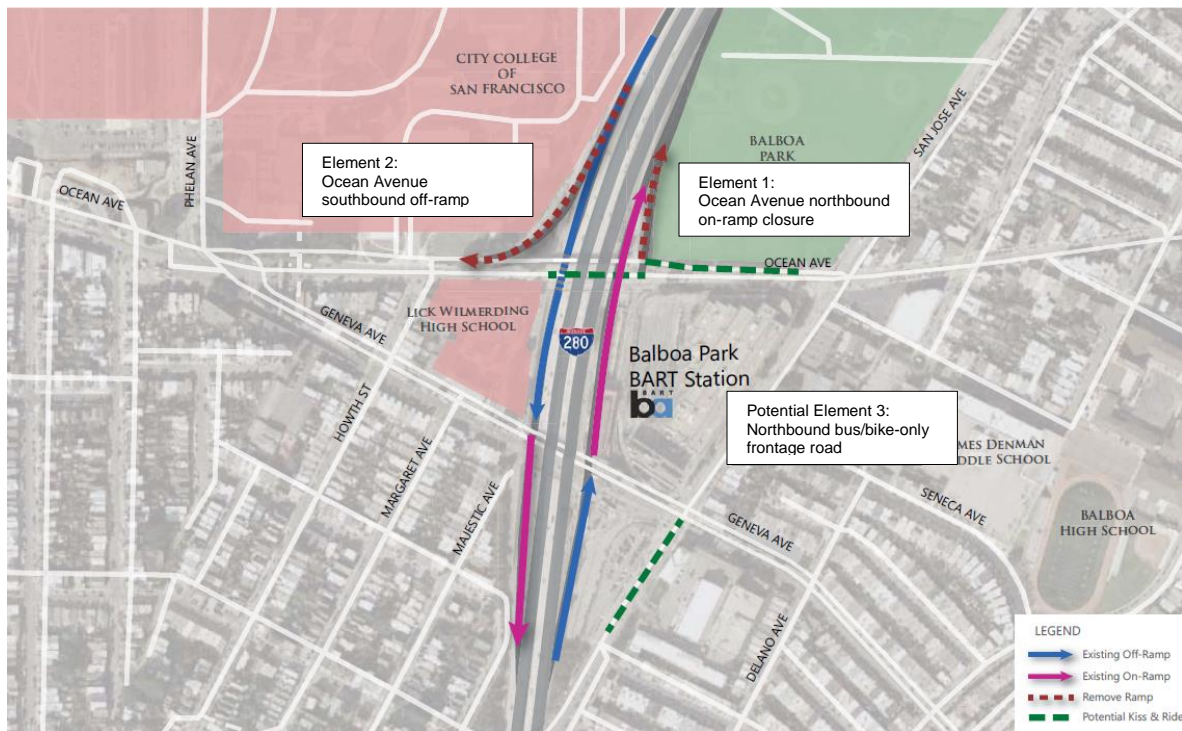 CITY COLLEGE
OF
SAN FRANCISCO
PHELAN AVE
OCEAN AVE
Element 2:
Ocean Avenue
southbound off-ramp
BALBOA
PARK
SAN JOSE AVE
Element 1:
Ocean Avenue northbound
on-ramp closure
OCEAN AVE
GENEVA AVE
LICK WILMERDING
HIGH SCHOOL
280
Balboa Park
BART Station
BART
ba
HOWTH ST
MARGARET AVE
MAJESTIC AVE
Potential Element 3:
Northbound bus/bike-only
frontage road
MES DENMAN
DDLE SCHOOL
SENECA AVE
GENEVA AVE
BALBOA
HIGH SCHOOL
DELANO AVE
LEGEND
Existing Off-Ramp
Existing On-Ramp
Remove Ramp
Potential Kiss & Ride